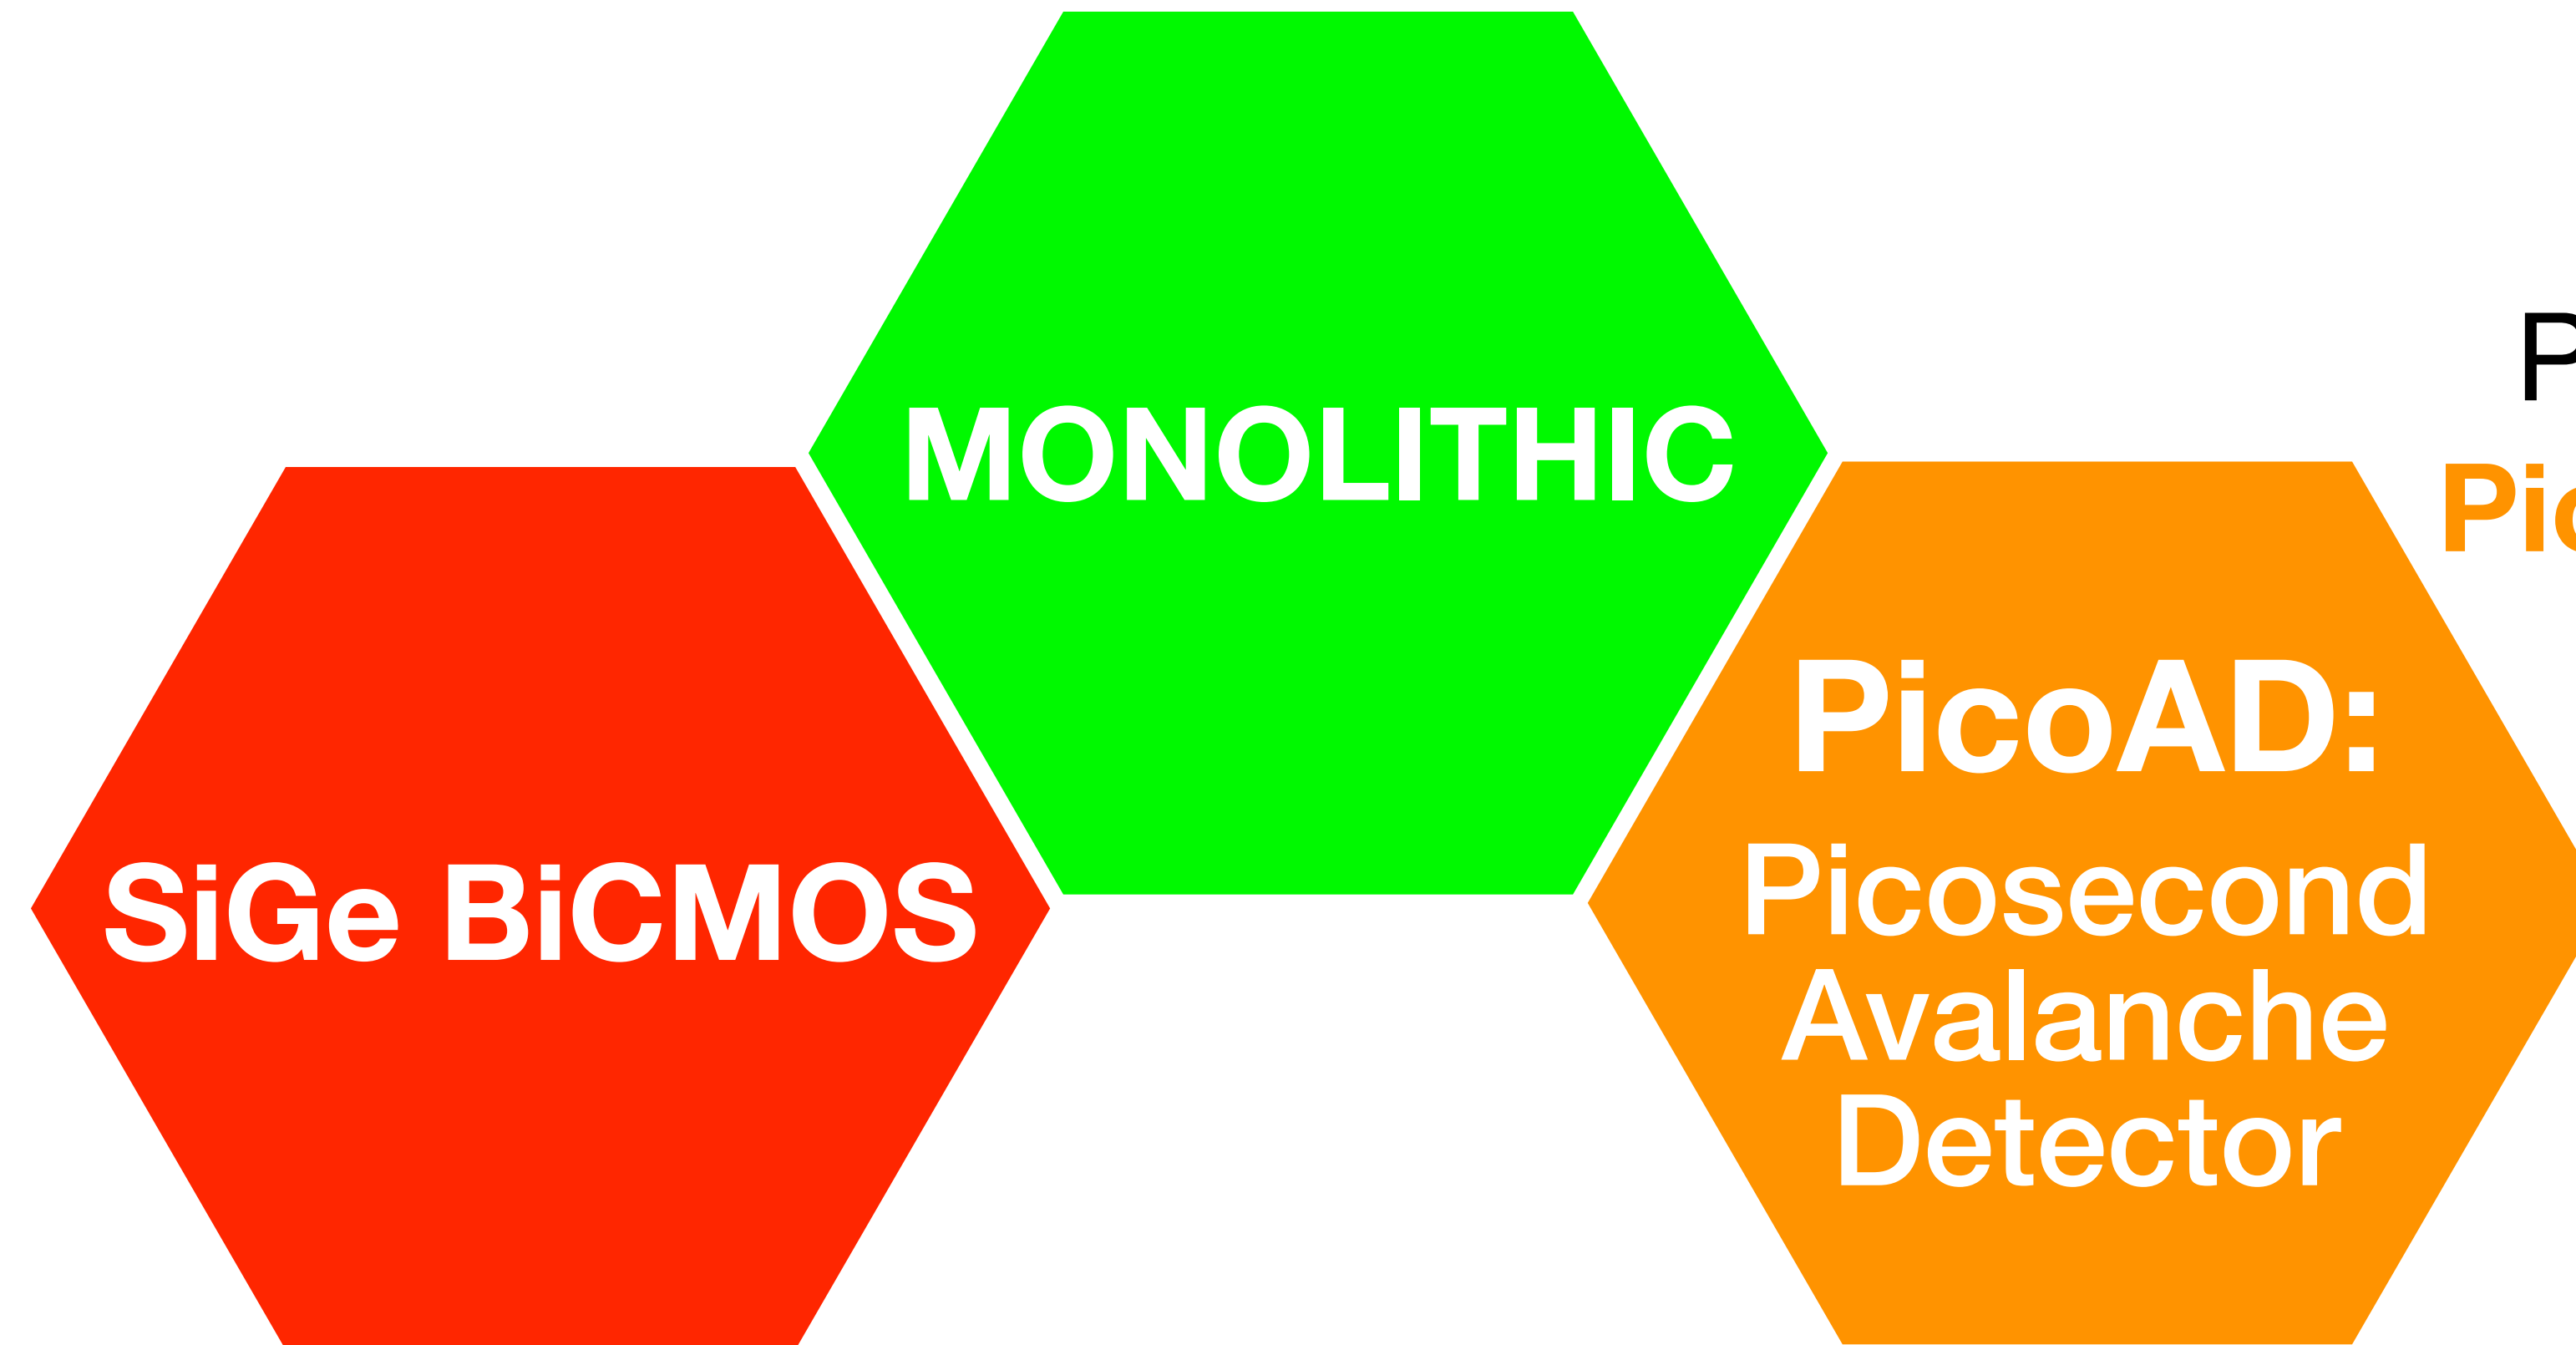 MONOLITHIC
SiGe BiCMOS
PicoAD:
Picosecond
Avalanche
Detector